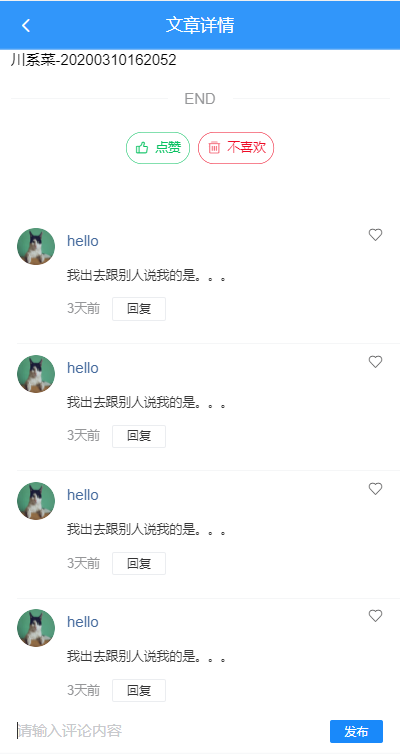 文章详情
川系菜-20200310162052
END
点赞 不喜欢
hello
我出去跟别人说我的是。。。
3天前 回复
hello
我出去跟别人说我的是。。。
3天前 回复
hello
我出去跟别人说我的是。。。
3天前 回复
hello
我出去跟别人说我的是。。。
3天前 回复
请输入评论内容 发布